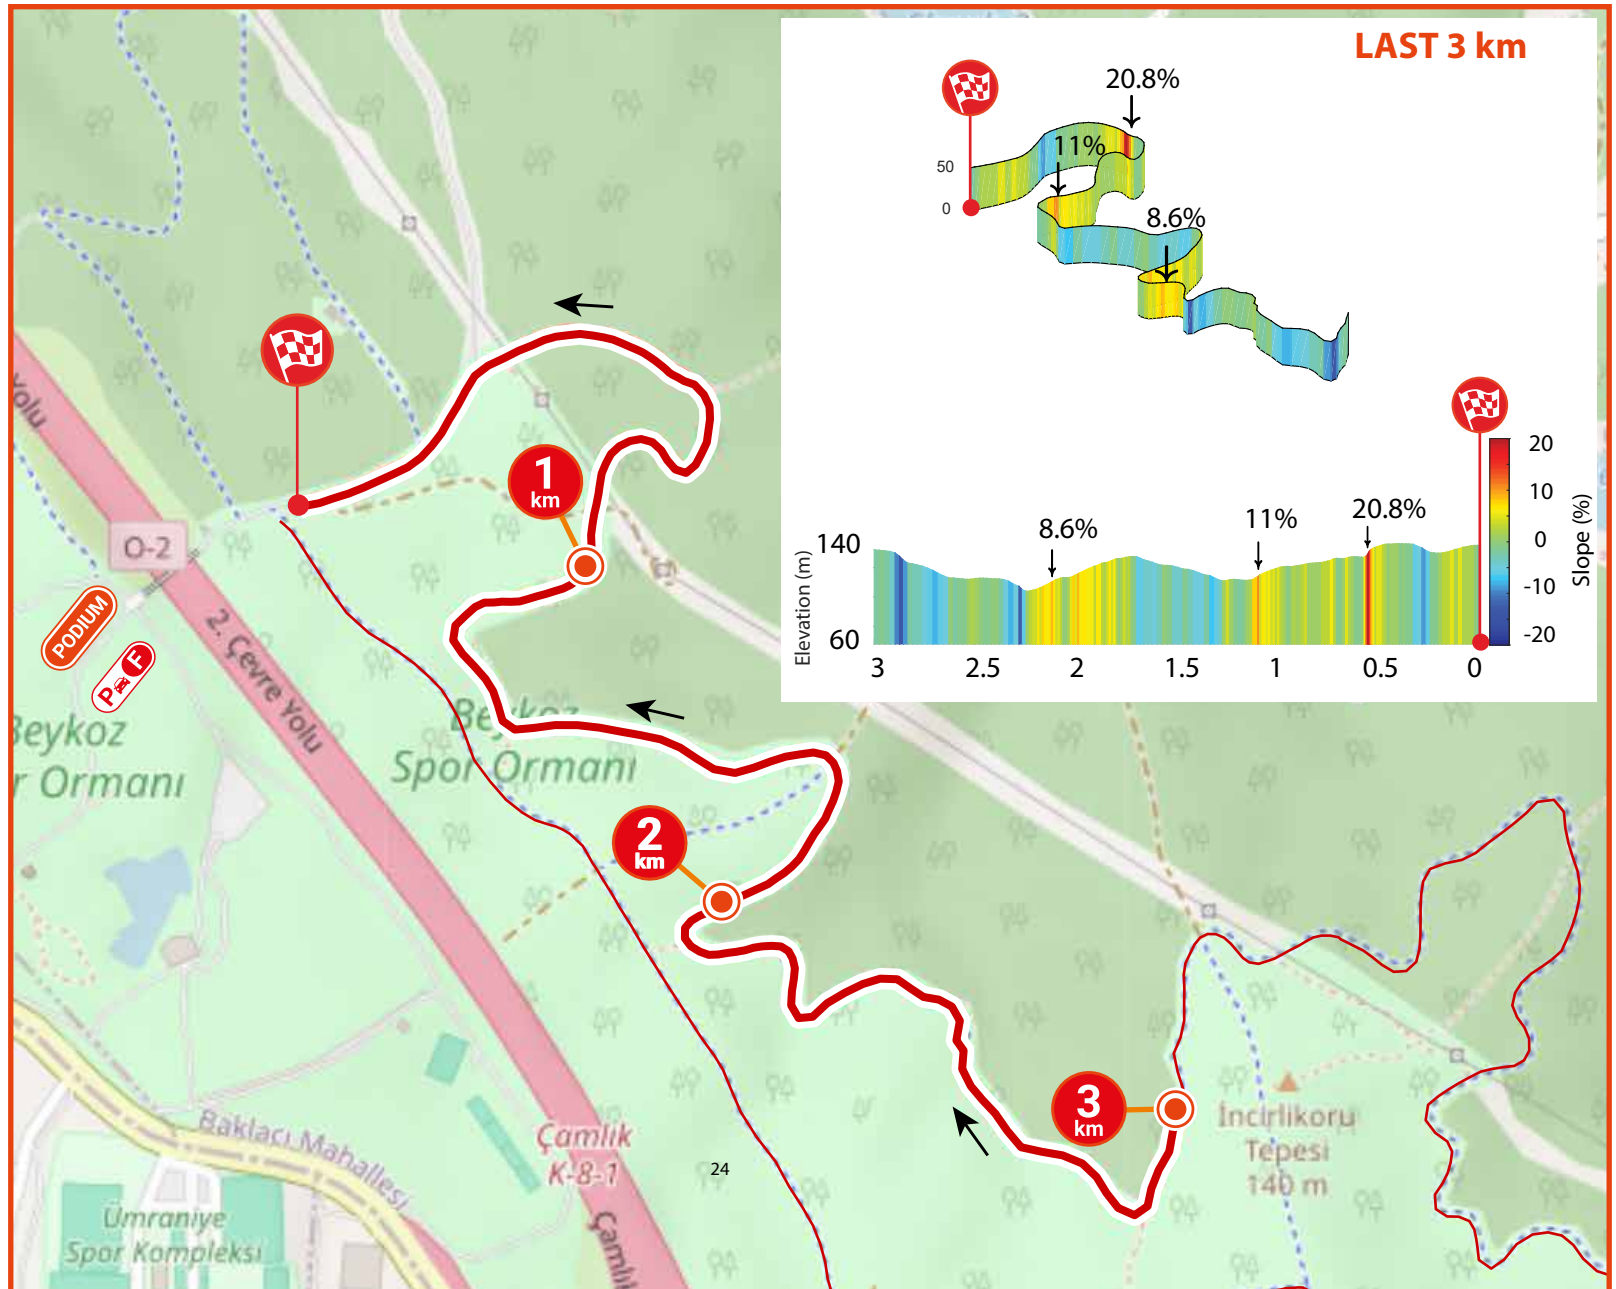 LAST 3 km
20.8%
11%
50
0
8.6%
20
10
0
-10
-20
Slope (%)
140
60
Elevation (m)
8.6%
11%
20.8%
3
2.5
2
1.5
1
0.5
0
1
km
2
km
3
km
Yolu
O-2
2. Çevre Yolu
PODIUM
P
F
Beykoz
Spor Ormanı
Beykoz
r Ormanı
İncirlikoru
Tepesi
140 m
Çamlık
K-8-1
24
Baklacı Mahallesi
Ümraniye
Spor Kompleksi
Çamlı